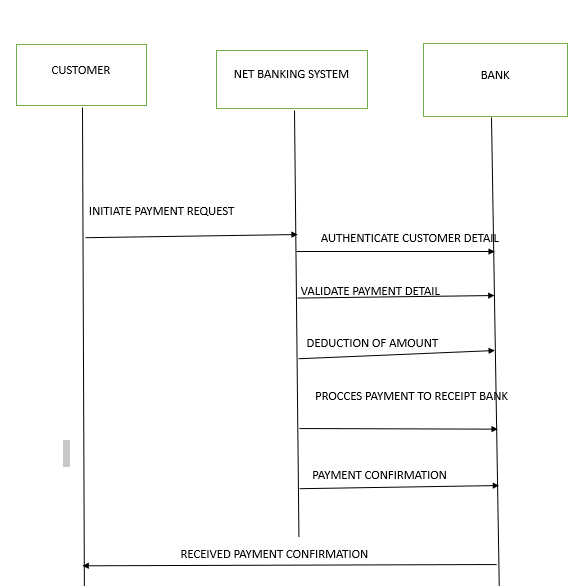 CUSTOMER
NET BANKING SYSTEM
BANK
INITIATE PAYMENT REQUEST
AUTHENTICATE CUSTOMER DETAIL
VALIDATE PAYMENT DETAIL
DEDUCTION OF AMOUNT
PROCCES PAYMENT TO RECEIPT BANK
PAYMENT CONFIRMATION
RECEIVED PAYMENT CONFIRMATION